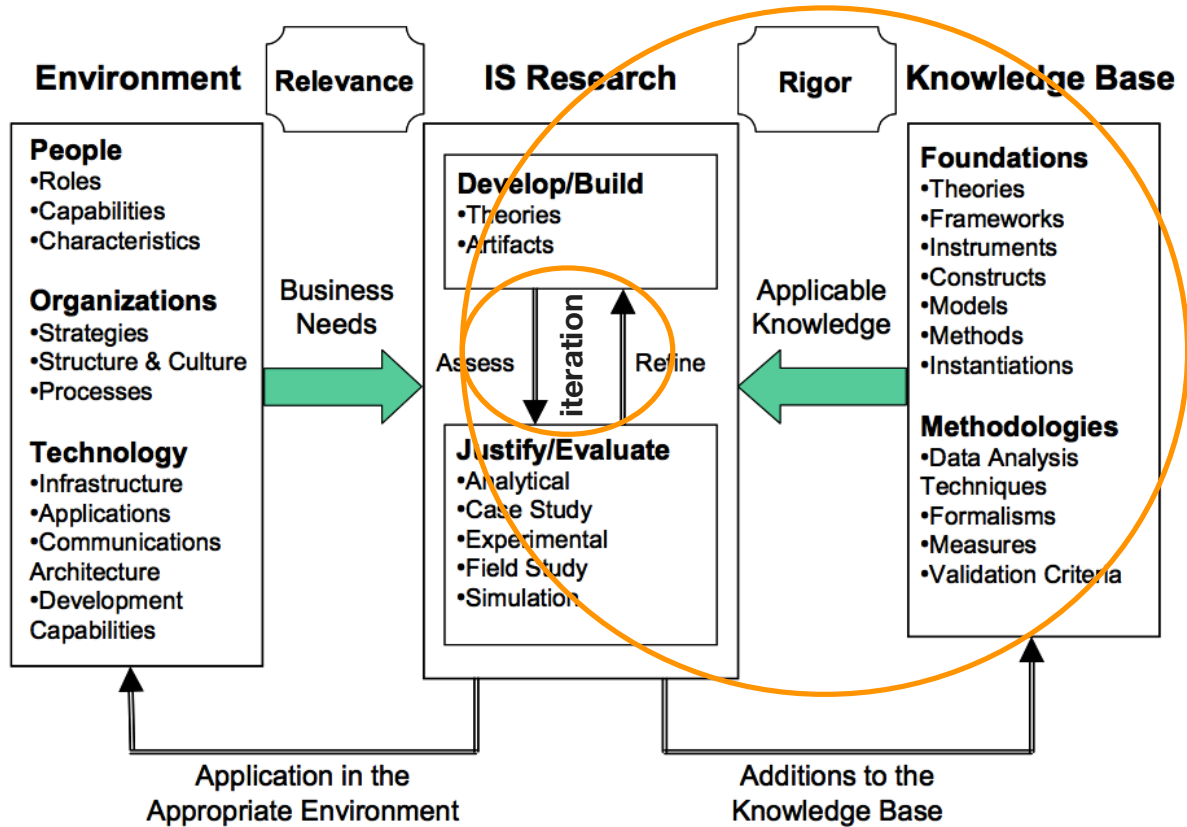 Environment
Relevance
IS Research
Rigor
Knowledge Base
People
•Roles
•Capabilities
•Characteristics
Organizations
•Strategies
•Structure & Culture
•Processes
Technology
•Infrastructure
•Applications
•Communications
Architecture
•Development
Capabilities
Business
Needs
Develop/Build
•Theories
•Artifacts
Assess
iteration
Refine
Justify/Evaluate
•Analytical
•Case Study
•Experimental
•Field Study
•Simulation
Applicable
Knowledge
Foundations
•Theories
•Frameworks
•Instruments
•Constructs
•Models
•Methods
•Instantiations
Methodologies
•Data Analysis
Techniques
•Formalisms
•Measures
•Validation Criteria
Application in the
Appropriate Environment
Additions to the
Knowledge Base